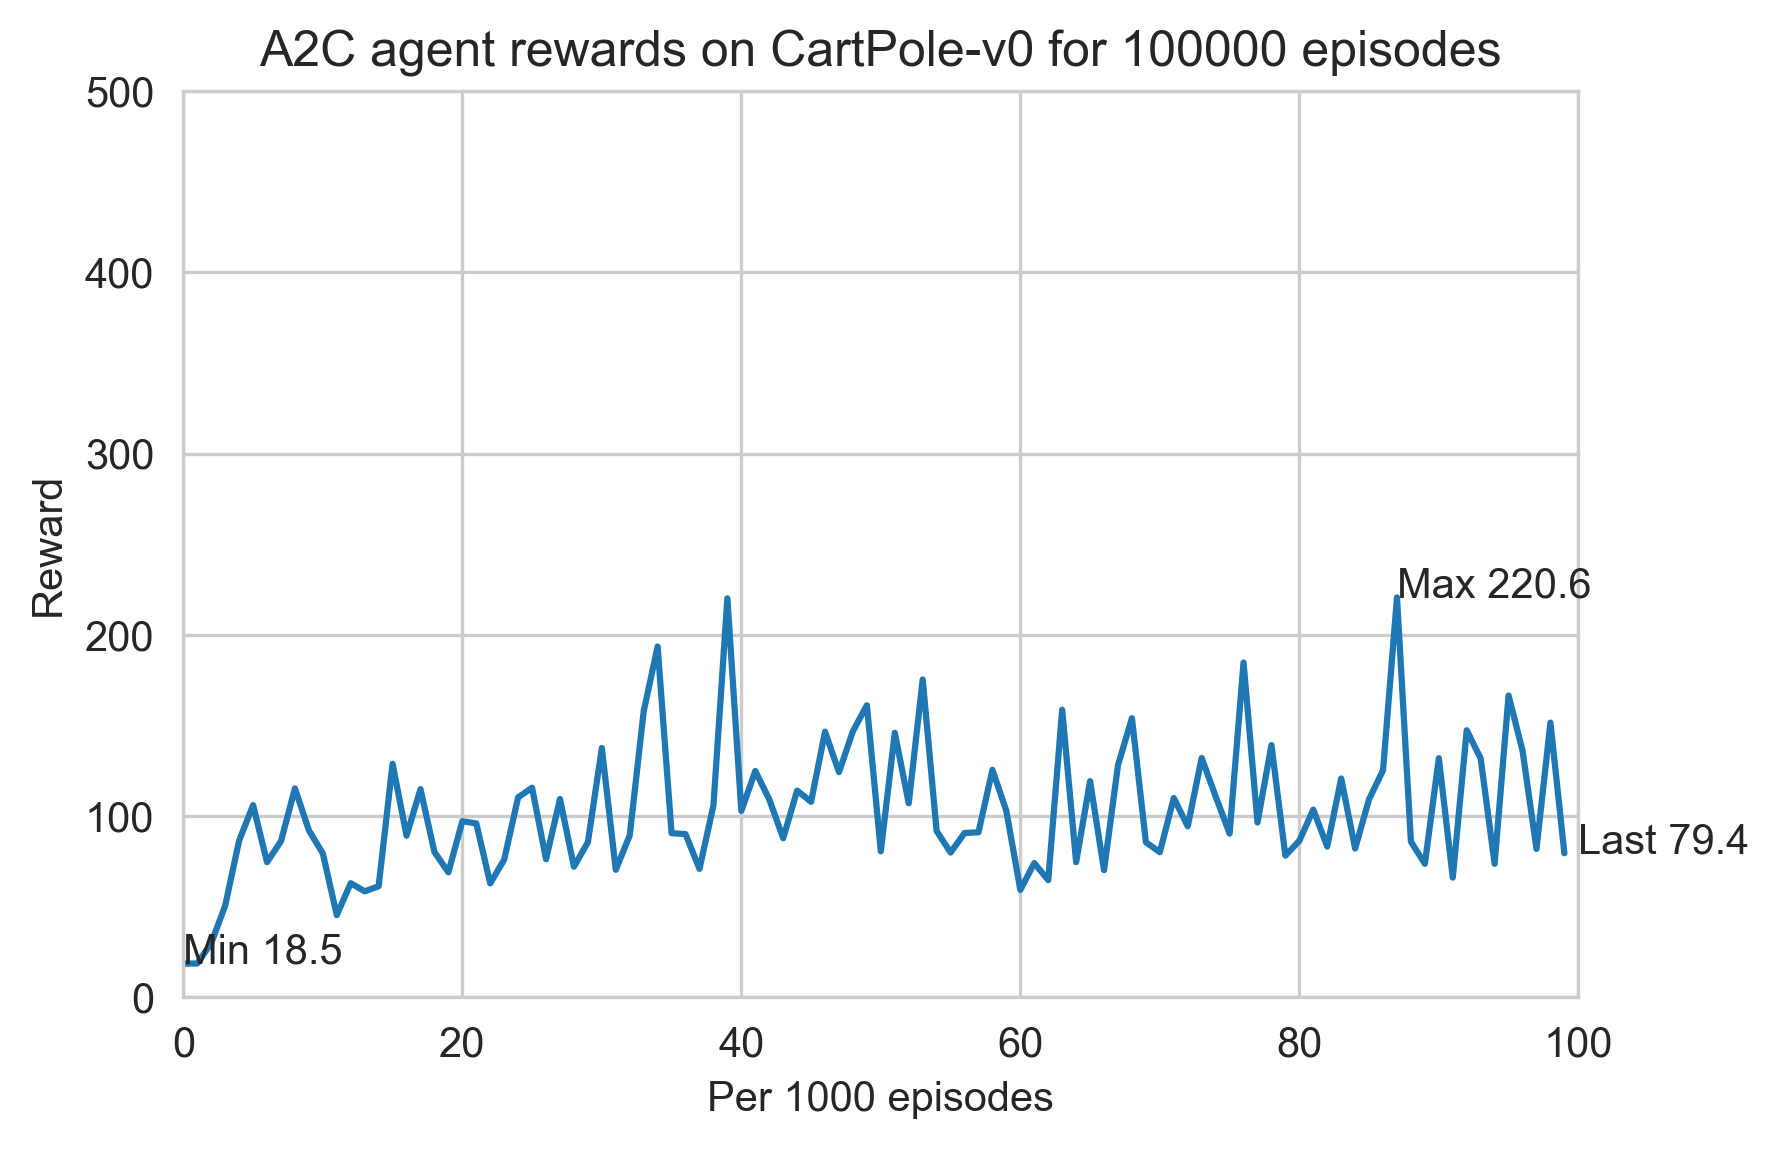 A2C agent rewards on CartPole-v0 for 100000 episodes
500
400
300
200
100
0
Reward
Max 220.6
Last 79.4
Min 18.5
0 20 40 60 80 100
Per 1000 episodes